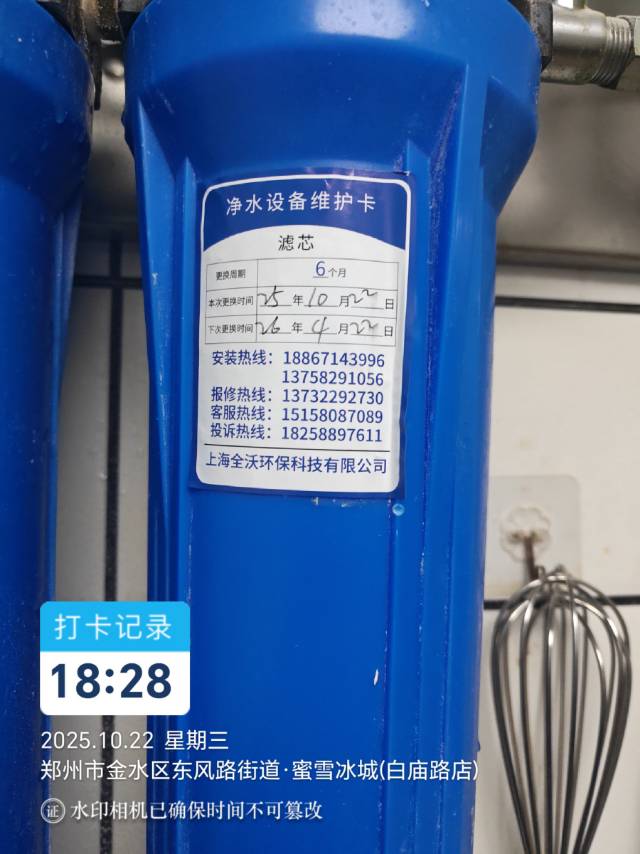 净水设备维护卡
滤芯
更换周期 6个月
本次更换时间 25年10月22日
下次更换时间 26年4月22日
安装热线：18867143996
13758291056
报修热线：13732292730
客服热线：15158087089
投诉热线：18258897611
上海全沃环保科技有限公司
打卡记录
18:28
2025.10.22 星期三
郑州市金水区东风路街道·蜜雪冰城(白庙路店)
证 水印相机已确保时间不可篡改